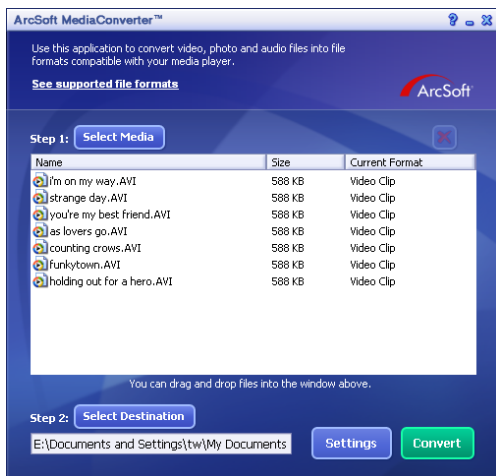 ArcSoft MediaConverter™
Use this application to convert video, photo and audio files into file
formats compatible with your media player.
See supported file formats
ArcSoft®
Step 1: Select Media
Name Size Current Format
i'm on my way.AVI 588 KB Video Clip
strange day.AVI 588 KB Video Clip
you're my best friend.AVI 588 KB Video Clip
as lovers go.AVI 588 KB Video Clip
counting crows.AVI 588 KB Video Clip
funkytown.AVI 588 KB Video Clip
holding out for a hero.AVI 588 KB Video Clip
You can drag and drop files into the window above.
Step 2: Select Destination
E:\Documents and Settings\tw\My Documents Settings Convert